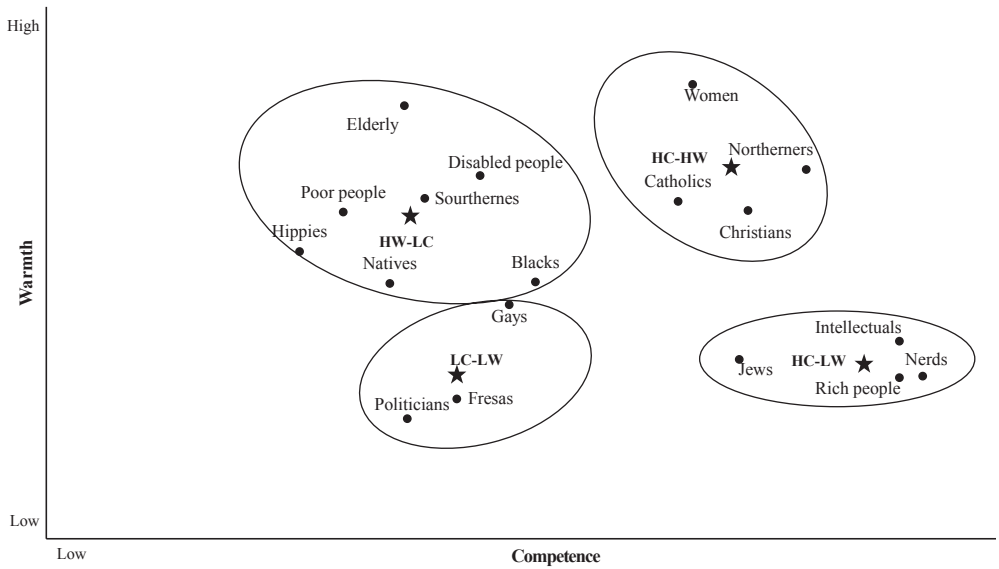 High
Women
Elderly
Northerners
HC-HW
Disabled people
Catholics
Poor people
Sourthernes
Christians
Hippies
HW-LC
Natives
Blacks
Warmth
Gays
Intellectuals
LC-LW
HC-LW
Nerds
Jews
Rich people
Politicians
Fresas
Low
Low
Competence